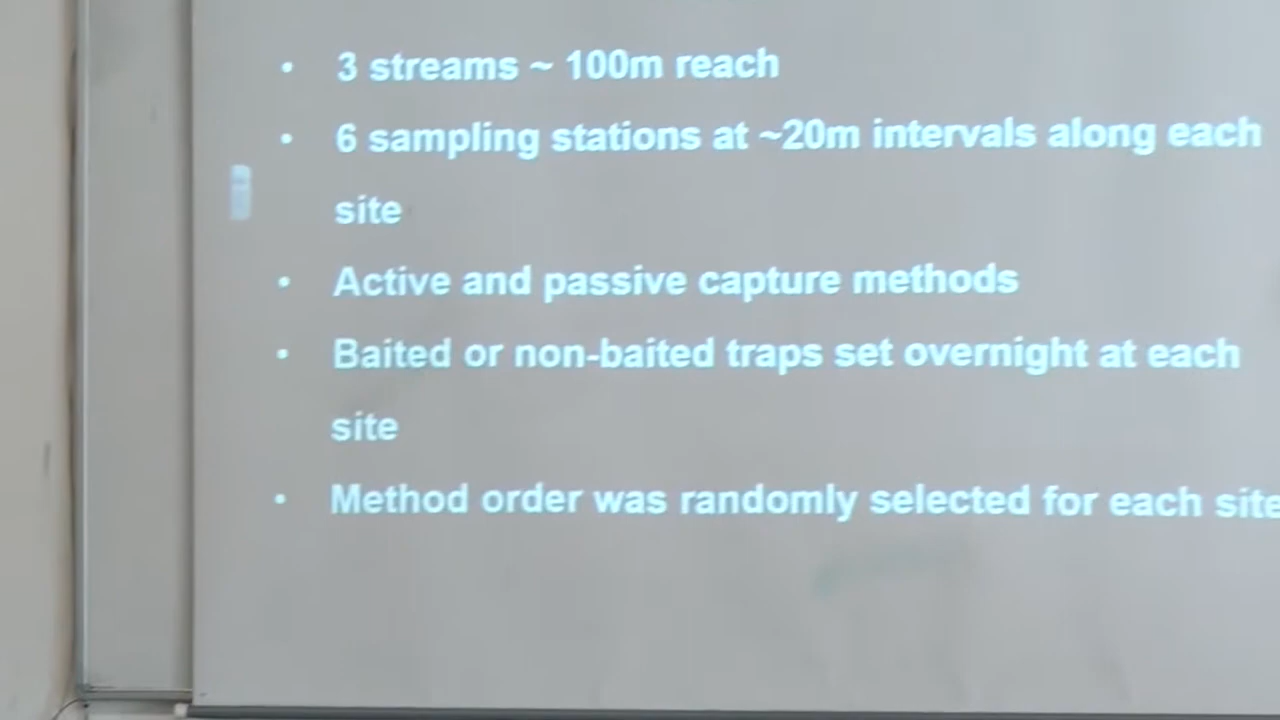 • 3 streams ~ 100m reach
• 6 sampling stations at ~20m intervals along each
site
• Active and passive capture methods
• Baited or non-baited traps set overnight at each
site
• Method order was randomly selected for each site